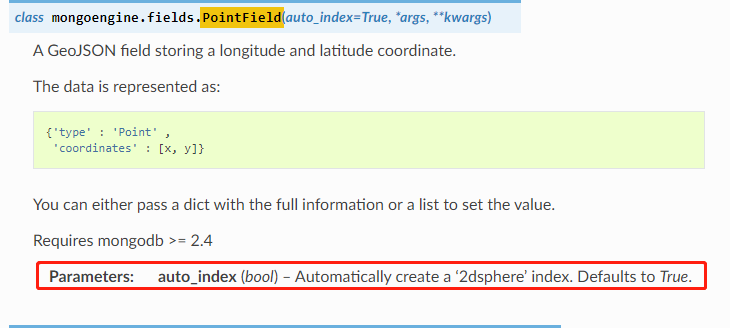 class mongoengine.fields.PointField(auto_index=True, *args, **kwargs)
A GeoJSON field storing a longitude and latitude coordinate.
The data is represented as:
{'type' : 'Point' ,
'coordinates' : [x, y]}
You can either pass a dict with the full information or a list to set the value.
Requires mongodb >= 2.4
Parameters: auto_index (bool) – Automatically create a ‘2dsphere’ index. Defaults to True.